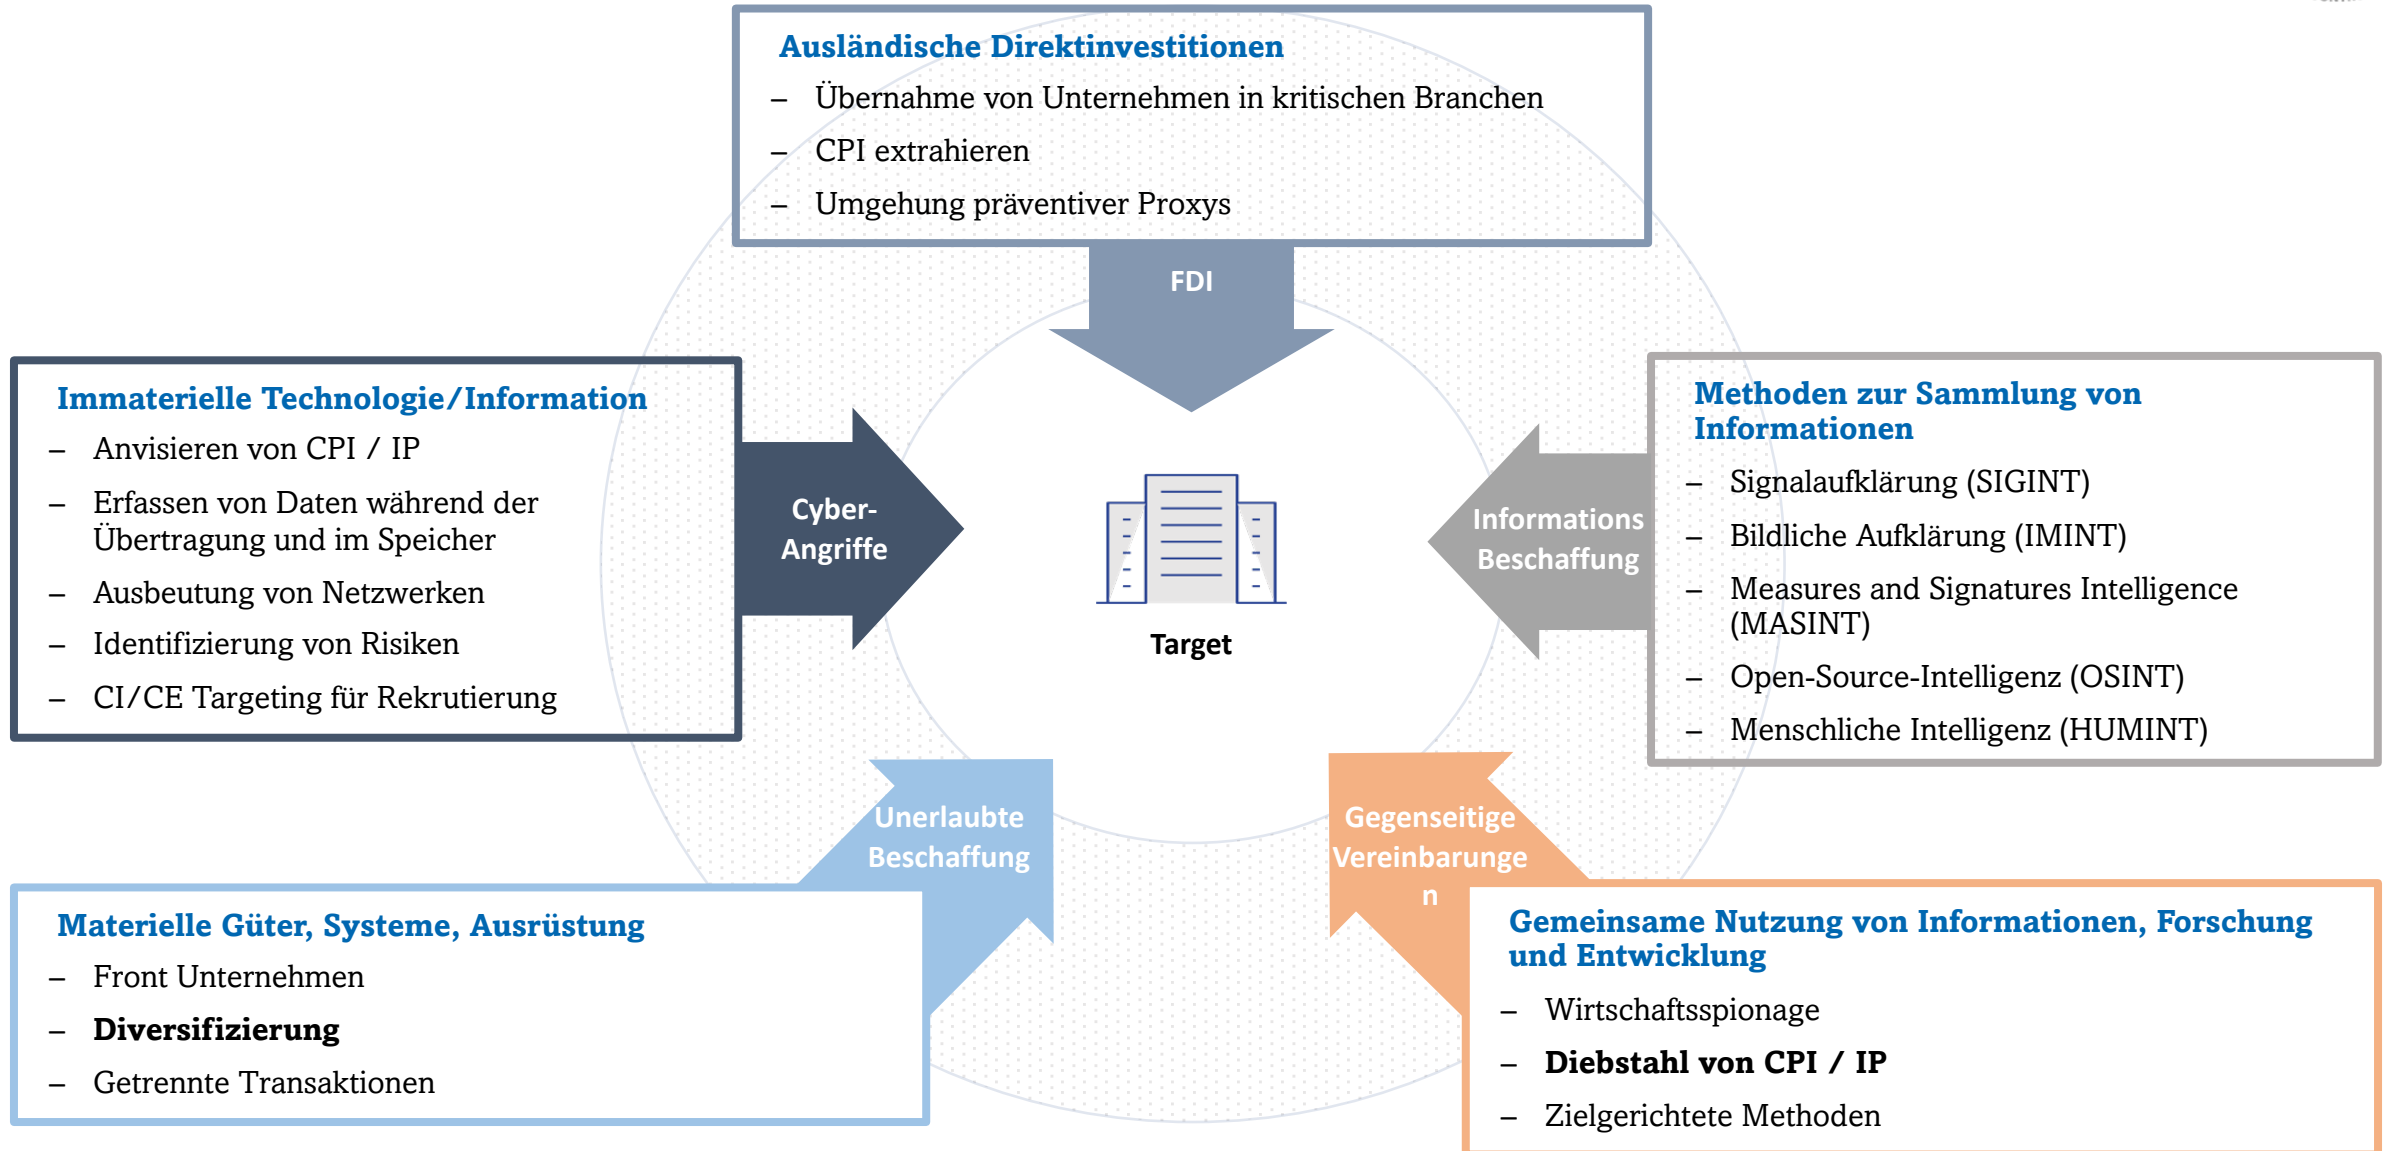 Ausländische Direktinvestitionen
– Übernahme von Unternehmen in kritischen Branchen
– CPI extrahieren
– Umgehung präventiver Proxys
FDI
Immaterielle Technologie/Information
– Anvisieren von CPI / IP
– Erfassen von Daten während der
Übertragung und im Speicher
– Ausbeutung von Netzwerken
– Identifizierung von Risiken
– CI/CE Targeting für Rekrutierung
Cyber-
Angriffe
Target
Informations
Beschaffung
Methoden zur Sammlung von
Informationen
– Signalaufklärung (SIGINT)
– Bildliche Aufklärung (IMINT)
– Measures and Signatures Intelligence
(MASINT)
– Open-Source-Intelligenz (OSINT)
– Menschliche Intelligenz (HUMINT)
Unerlaubte
Beschaffung
Materielle Güter, Systeme, Ausrüstung
– Front Unternehmen
– Diversifizierung
– Getrennte Transaktionen
Gegenseitige
Vereinbarunge
n
Gemeinsame Nutzung von Informationen, Forschung
und Entwicklung
– Wirtschaftsspionage
– Diebstahl von CPI / IP
– Zielgerichtete Methoden